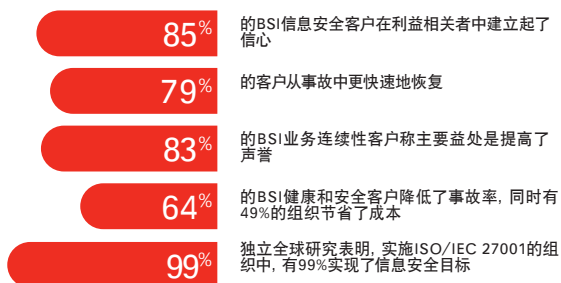 85%
的BSI信息安全客户在利益相关者中建立起了
信心
79%
的客户从事故中更快速地恢复
83%
的BSI业务连续性客户称主要益处是提高了
声誉
64%
的BSI健康和安全客户降低了事故率, 同时有
49%的组织节省了成本
99%
独立全球研究表明, 实施ISO/IEC 27001的组
织中, 有99%实现了信息安全目标